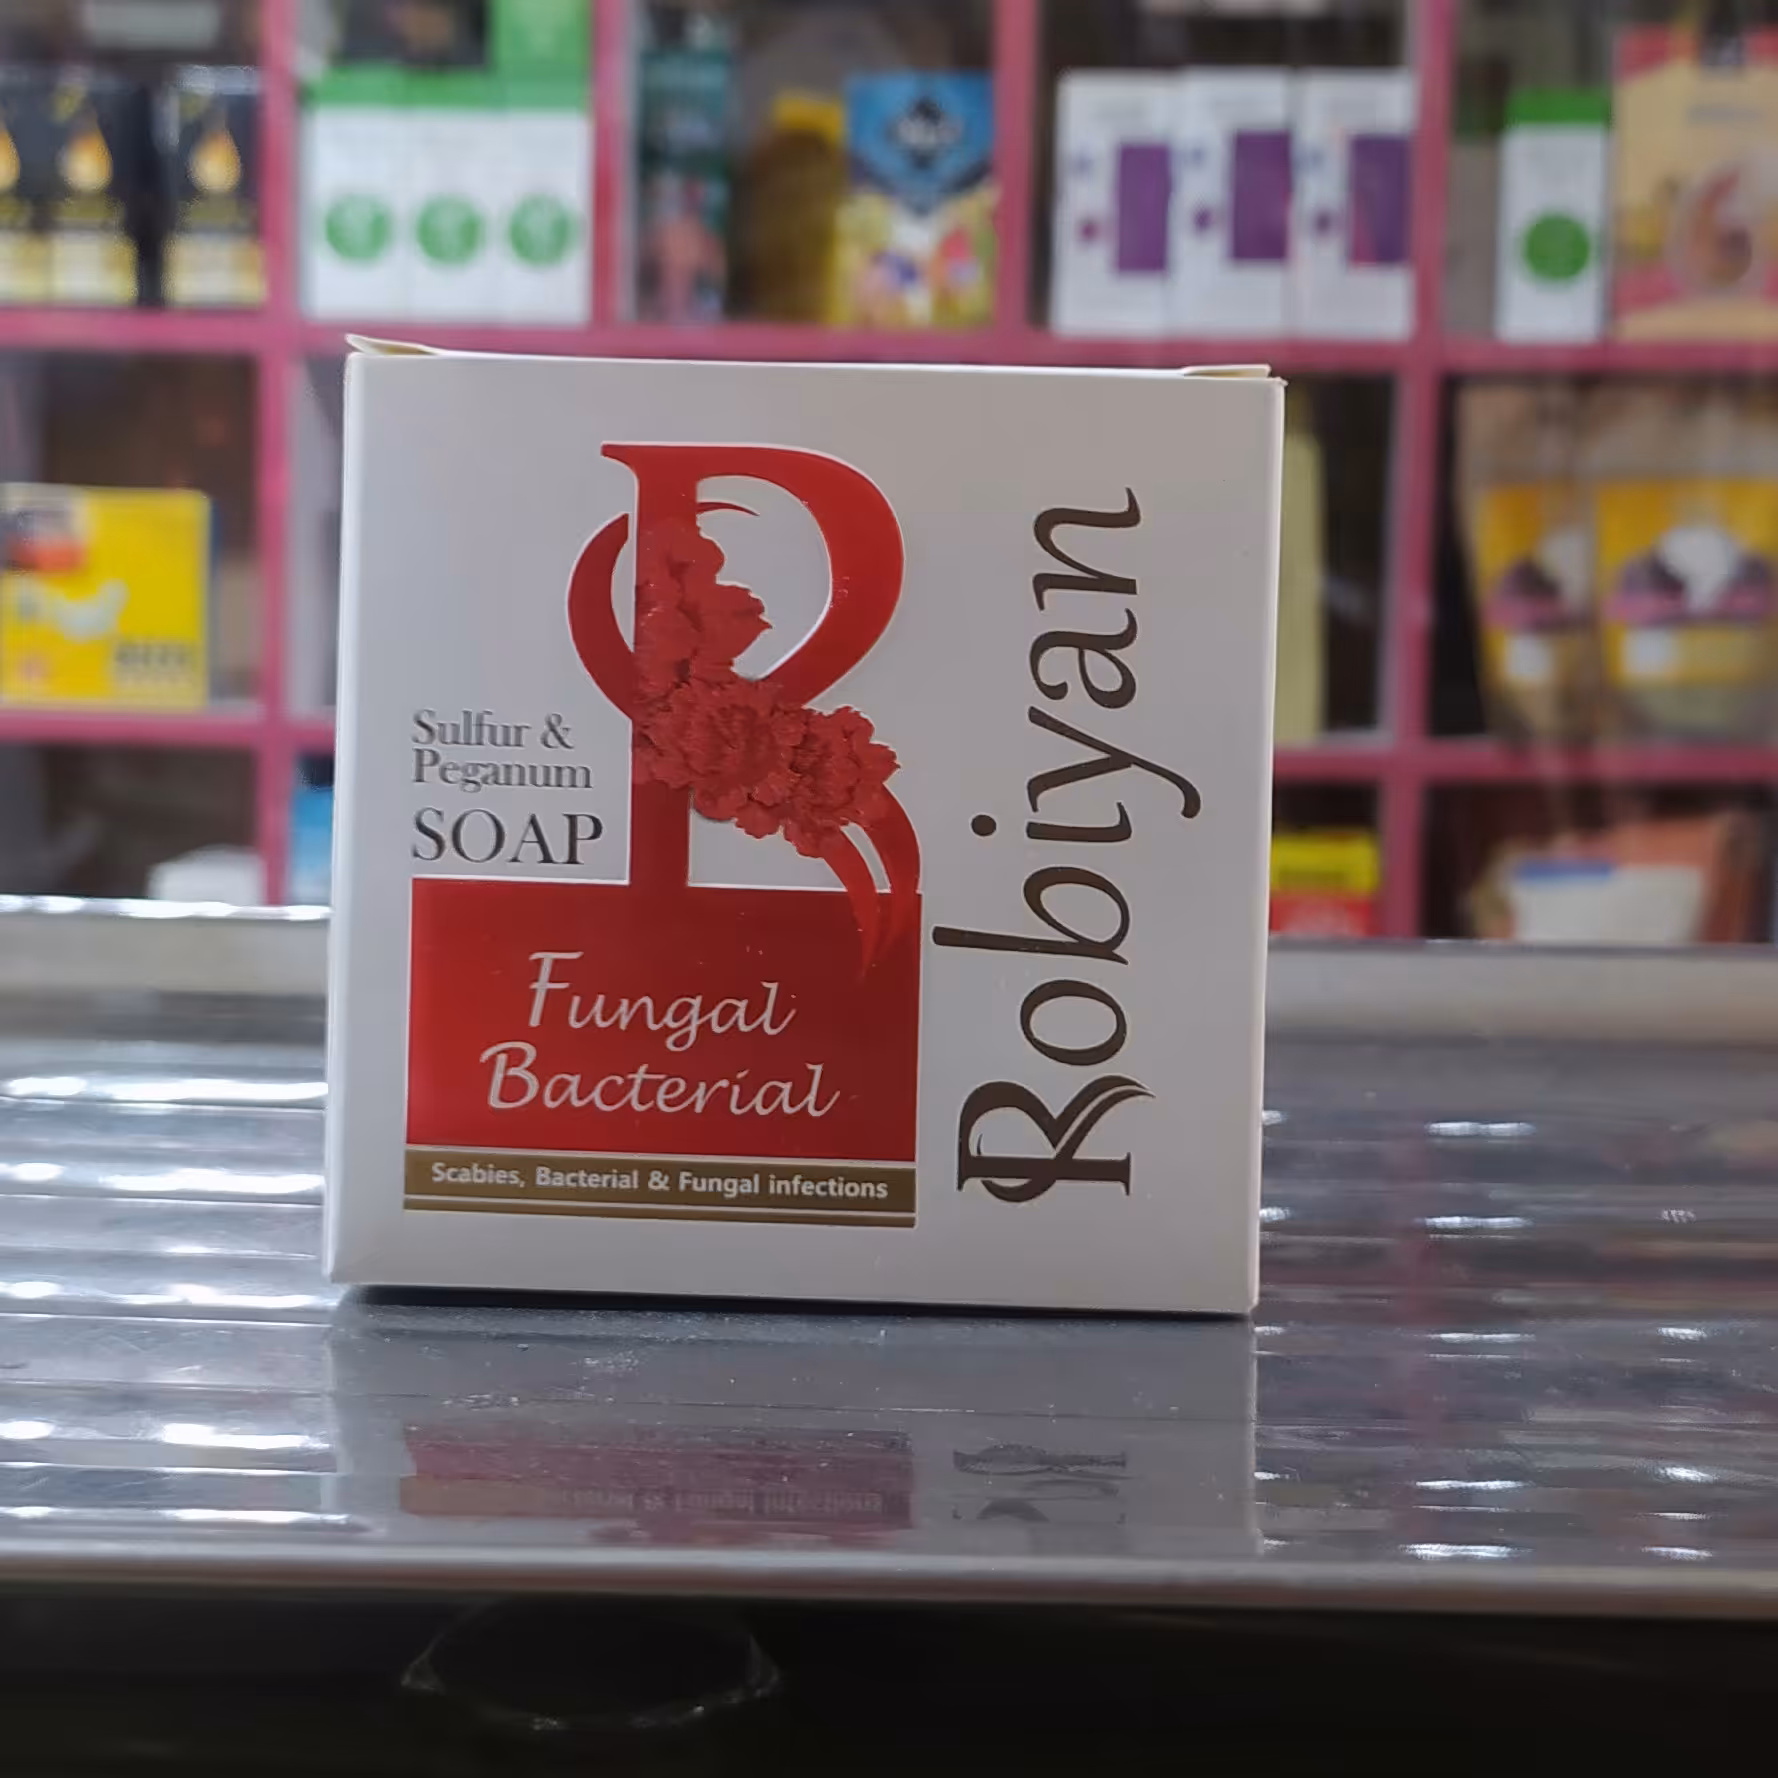 Sulfur &
Peganum
SOAP
Fungal
Bacterial
Scabies, Bacterial & Fungal infections
Robiyan